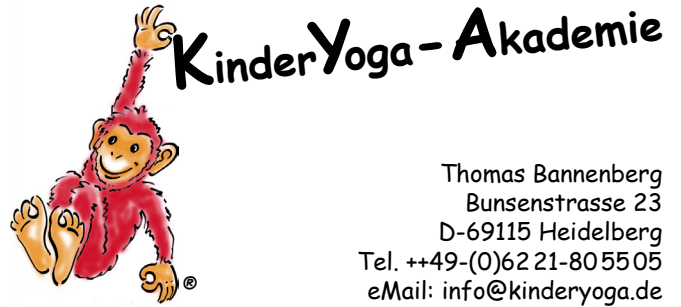 KinderYoga-Akademie
Thomas Bannenberg
Bunsenstrasse 23
D-69115 Heidelberg
Tel. ++49-(0)6221-805505
eMail: info@kinderyoga.de
®